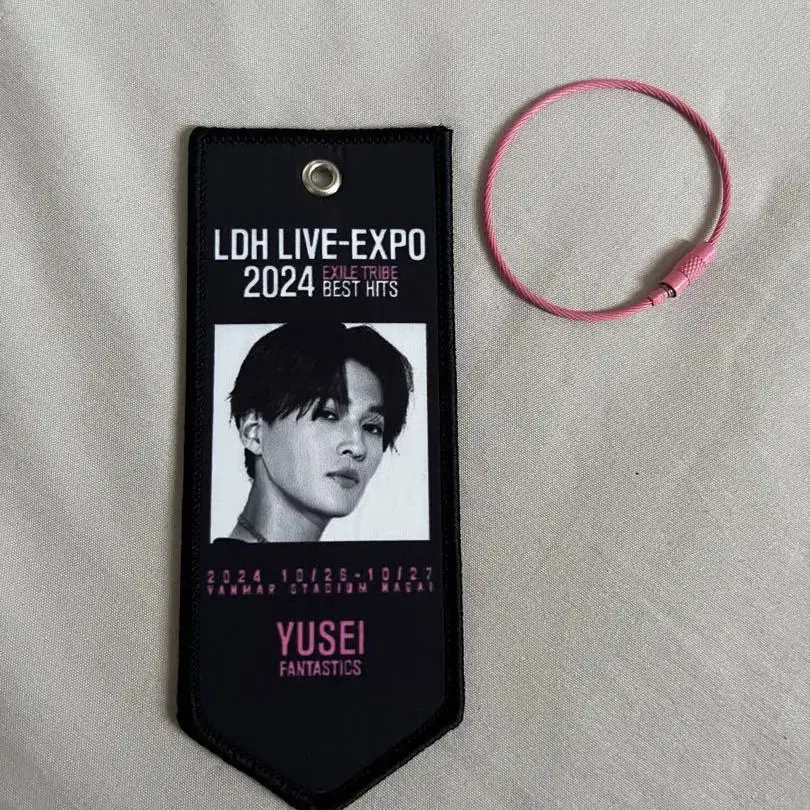 LDH LIVE-EXPO
2024 EXILE TRIBE
BEST HITS
2024 10/26-10/27
YANMAR STADIUM NAGAI
YUSEI
FANTASTICS